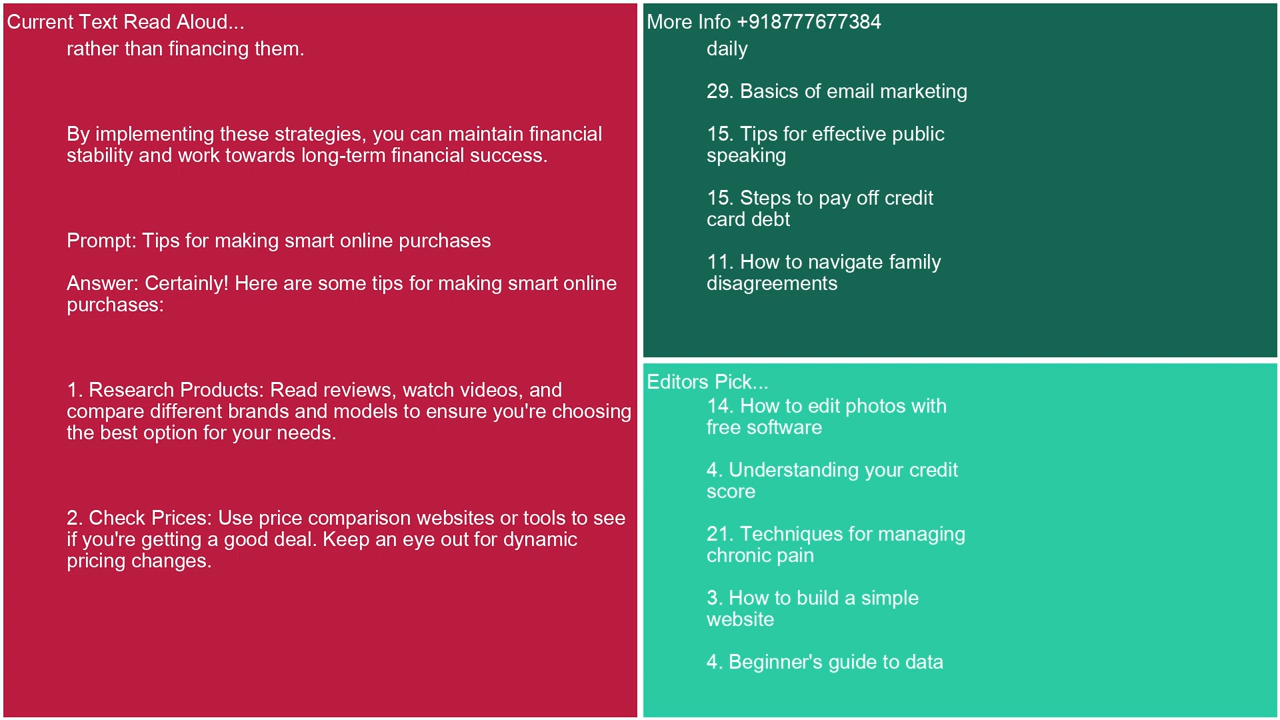 Current Text Read Aloud...
rather than financing them.
By implementing these strategies, you can maintain financial
stability and work towards long-term financial success.
Prompt: Tips for making smart online purchases
Answer: Certainly! Here are some tips for making smart online
purchases:
1. Research Products: Read reviews, watch videos, and
compare different brands and models to ensure you're choosing
the best option for your needs.
2. Check Prices: Use price comparison websites or tools to see
if you're getting a good deal. Keep an eye out for dynamic
pricing changes.
More Info +918777677384
daily
29. Basics of email marketing
15. Tips for effective public
speaking
15. Steps to pay off credit
card debt
11. How to navigate family
disagreements
Editors Pick...
14. How to edit photos with
free software
4. Understanding your credit
score
21. Techniques for managing
chronic pain
3. How to build a simple
website
4. Beginner's guide to data